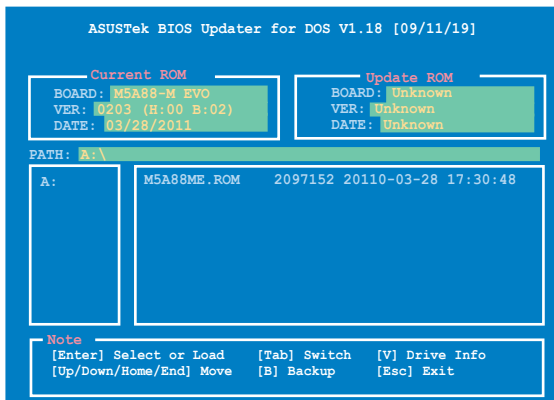 ASUSTek BIOS Updater for DOS V1.18 [09/11/19]
Current ROM
BOARD: M5A88-M EVO
VER: 0203 (H:00 B:02)
DATE: 03/28/2011
Update ROM
BOARD: Unknown
VER: Unknown
DATE: Unknown
PATH: A:\
A:
M5A88ME.ROM 2097152 20110-03-28 17:30:48
Note
[Enter] Select or Load [Tab] Switch [V] Drive Info
[Up/Down/Home/End] Move [B] Backup [Esc] Exit